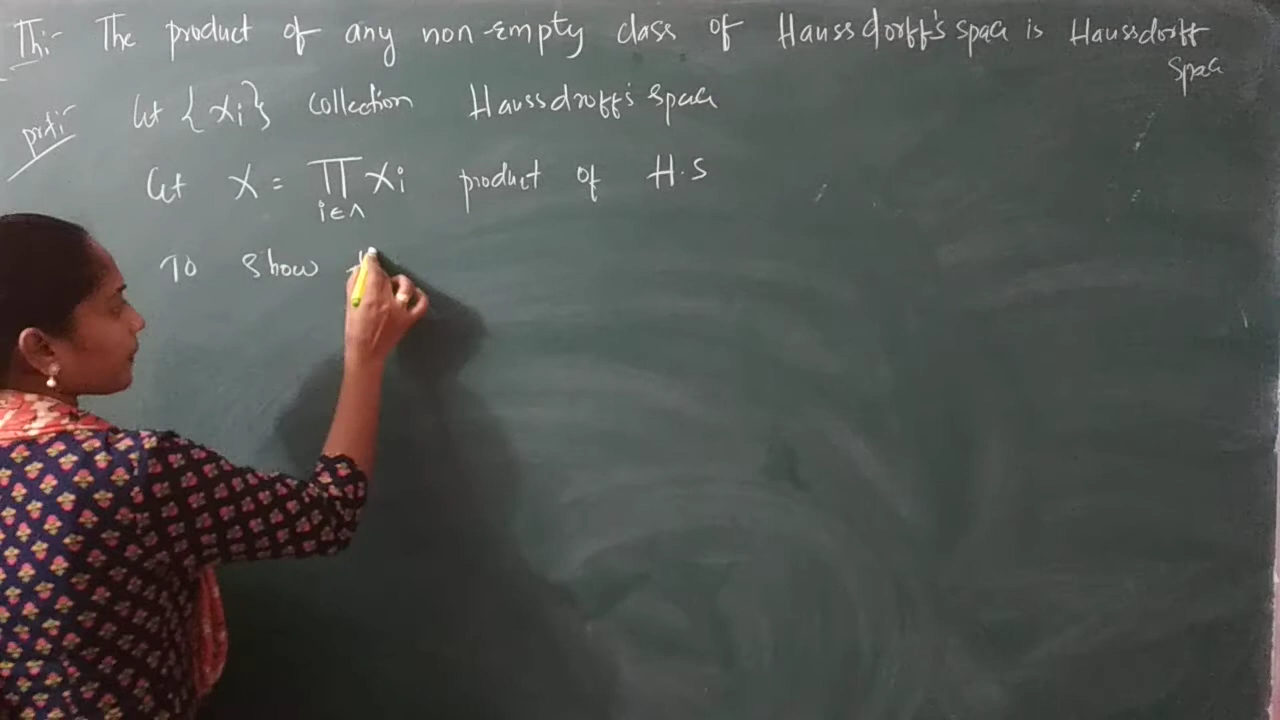 Th:- The product of any non-empty class of Haussdorff's space is Haussdorff
space
prf:- let {Xi} collection Haussdroff's space
let X = ∏ Xi product of H.S
i∈Λ
To show